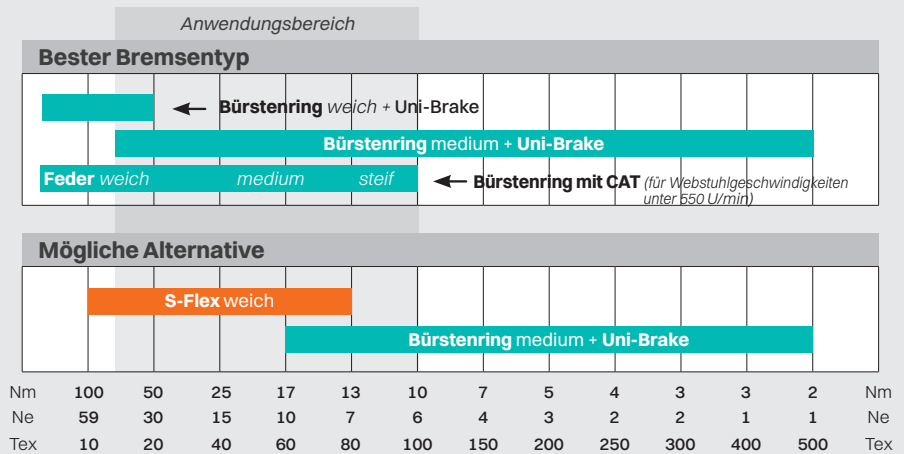 Anwendungsbereich
Bester Bremsentyp
Bürstenring weich + Uni-Brake
Bürstenring medium + Uni-Brake
Feder weich medium steif
Bürstenring mit CAT (für Webstuhlgeschwindigkeiten
unter 550 U/min)
Mögliche Alternative
S-Flex weich
Bürstenring medium + Uni-Brake
Nm 100 50 25 17 13 10 7 5 4 3 3 2 Nm
Ne 59 30 15 10 7 6 4 3 2 2 1 1 Ne
Tex 10 20 40 60 80 100 150 200 250 300 400 500 Tex